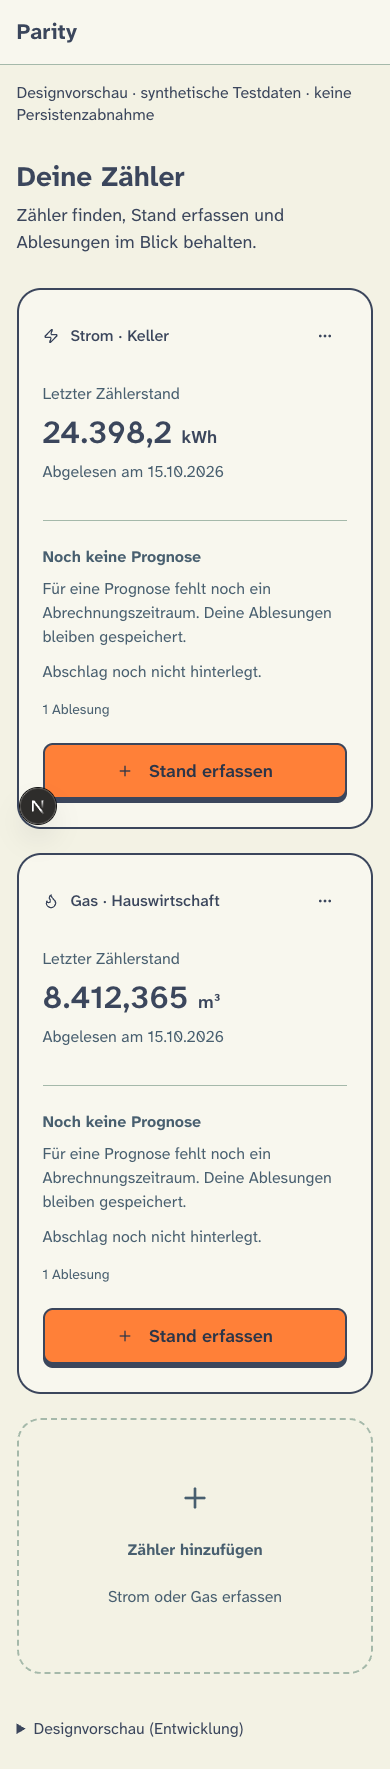 Parity
Designvorschau · synthetische Testdaten · keine
Persistenzabnahme
Deine Zähler
Zähler finden, Stand erfassen und
Ablesungen im Blick behalten.
Strom · Keller
...
Letzter Zählerstand
24.398,2 kWh
Abgelesen am 15.10.2026
Noch keine Prognose
Für eine Prognose fehlt noch ein
Abrechnungszeitraum. Deine Ablesungen
bleiben gespeichert.
Abschlag noch nicht hinterlegt.
1 Ablesung
+ Stand erfassen
N
Gas · Hauswirtschaft
...
Letzter Zählerstand
8.412,365 m³
Abgelesen am 15.10.2026
Noch keine Prognose
Für eine Prognose fehlt noch ein
Abrechnungszeitraum. Deine Ablesungen
bleiben gespeichert.
Abschlag noch nicht hinterlegt.
1 Ablesung
+ Stand erfassen
+
Zähler hinzufügen
Strom oder Gas erfassen
▶ Designvorschau (Entwicklung)